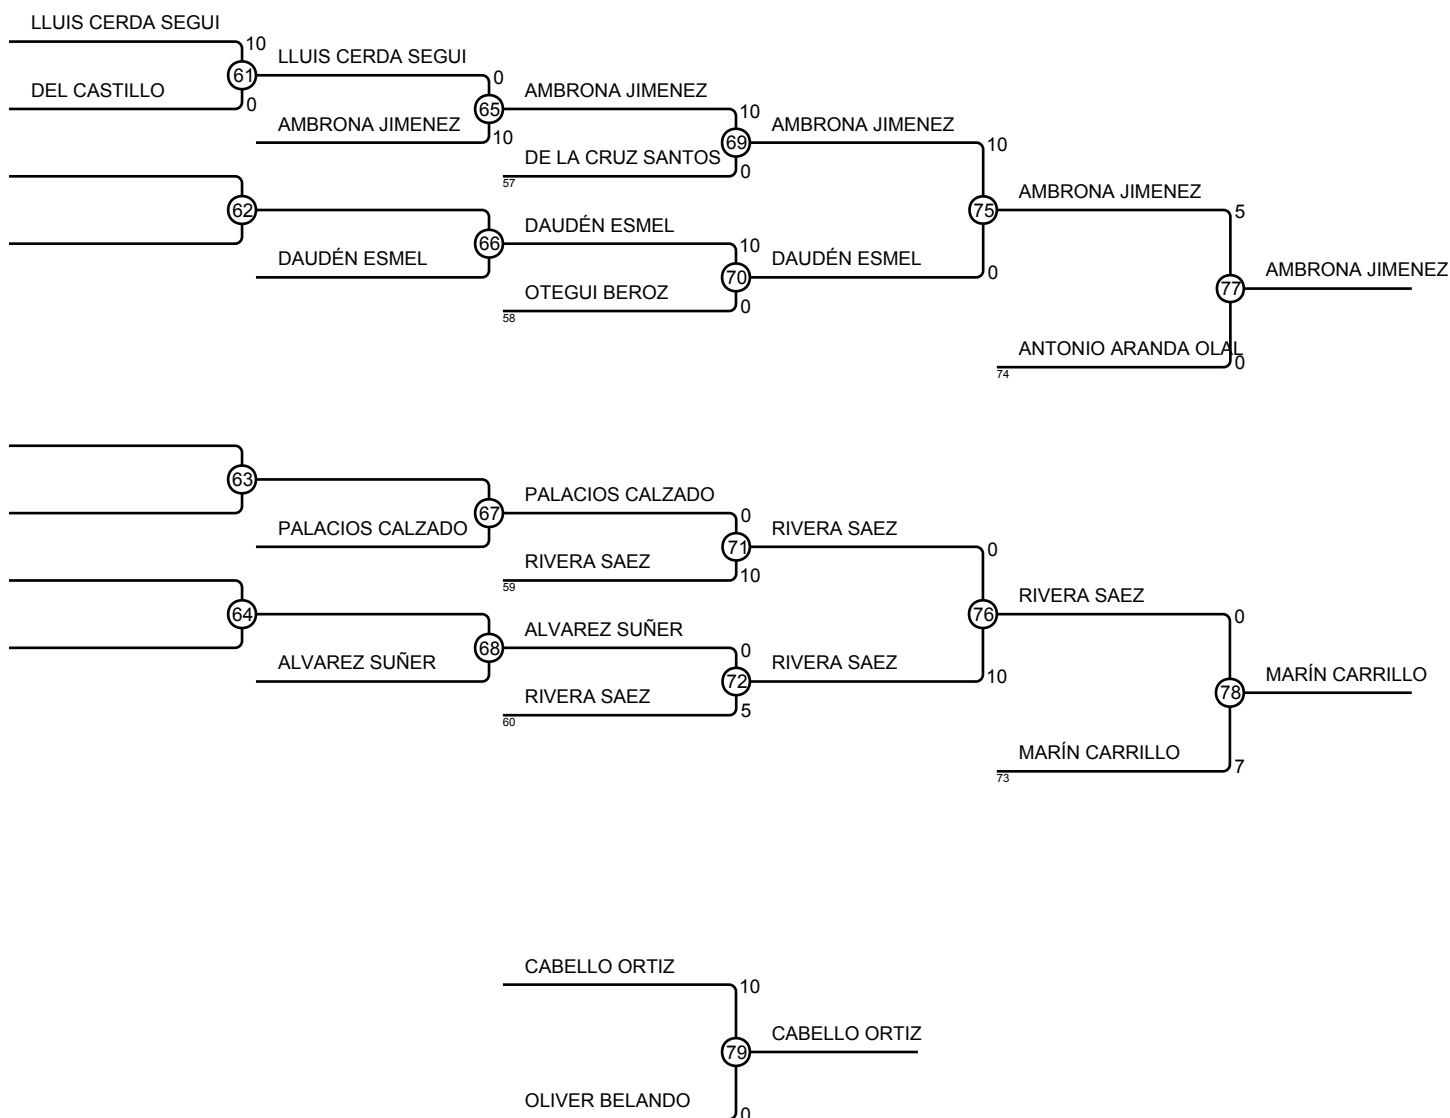 LLUIS CERDA SEGUI
10
LLUIS CERDA SEGUI
61
0
DEL CASTILLO
0
AMBRONA JIMENEZ
65
10
AMBRONA JIMENEZ
10
AMBRONA JIMENEZ
69
10
DE LA CRUZ SANTOS
0
57
AMBRONA JIMENEZ
62
75
5
DAUDÉN ESMEL
66
10
DAUDÉN ESMEL
DAUDÉN ESMEL
70
0
AMBRONA JIMENEZ
77
OTEGUI BEROZ
0
58
ANTONIO ARANDA OLAL
0
74
63
PALACIOS CALZADO
67
0
PALACIOS CALZADO
RIVERA SAEZ
71
0
RIVERA SAEZ
10
59
RIVERA SAEZ
64
76
0
ALVAREZ SUÑER
68
0
ALVAREZ SUÑER
RIVERA SAEZ
72
10
MARÍN CARRILLO
78
RIVERA SAEZ
5
60
MARÍN CARRILLO
7
73
CABELLO ORTIZ
10
CABELLO ORTIZ
79
OLIVER BELANDO
0